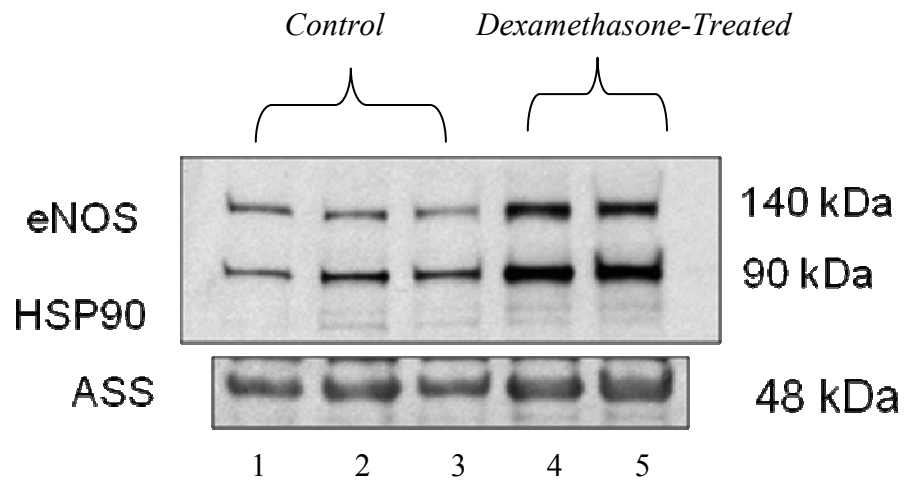 Control Dexamethasone-Treated
eNOS 140 kDa
90 kDa
HSP90
ASS 48 kDa
1 2 3 4 5